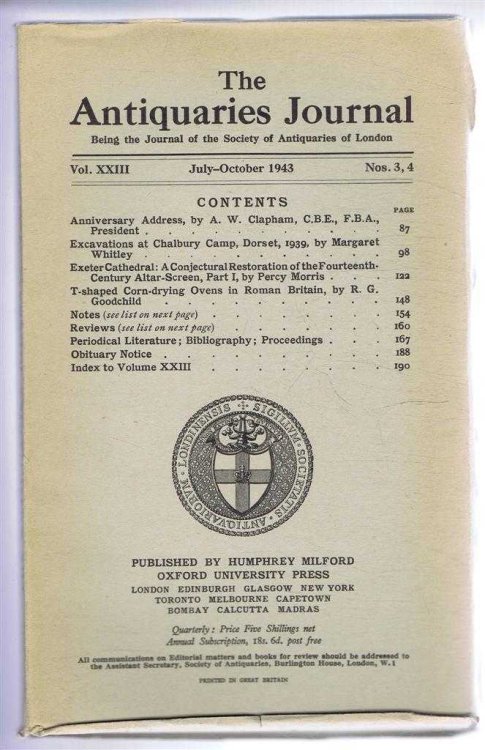 The
Antiquaries Journal
Being the Journal of the Society of Antiquaries of London
Vol. XXIII July–October 1943 Nos. 3, 4
CONTENTS
PAGE
Anniversary Address, by A. W. Clapham, C.B.E., F.B.A.,
President . . . . . . . . . 87
Excavations at Chalbury Camp, Dorset, 1939, by Margaret
Whitley . . . . . . . . . 98
Exeter Cathedral: A Conjectural Restoration of the Fourteenth-
Century Altar-Screen, Part I, by Percy Morris . . . 122
T-shaped Corn-drying Ovens in Roman Britain, by R. G.
Goodchild . . . . . . . . . 148
Notes (see list on next page) . . . . . . 154
Reviews (see list on next page) . . . . . . 160
Periodical Literature; Bibliography; Proceedings . . . 167
Obituary Notice . . . . . . . . 188
Index to Volume XXIII . . . . . . . 190
SIGILLVM · SOCIETATIS · ANTIQVARIORVM · LONDINENSIS
PUBLISHED BY HUMPHREY MILFORD
OXFORD UNIVERSITY PRESS
LONDON EDINBURGH GLASGOW NEW YORK
TORONTO MELBOURNE CAPETOWN
BOMBAY CALCUTTA MADRAS
Quarterly: Price Five Shillings net
Annual Subscription, 18s. 6d. post free
All communications on Editorial matters and books for review should be addressed to
the Assistant Secretary, Society of Antiquaries, Burlington House, London, W.1
PRINTED IN GREAT BRITAIN